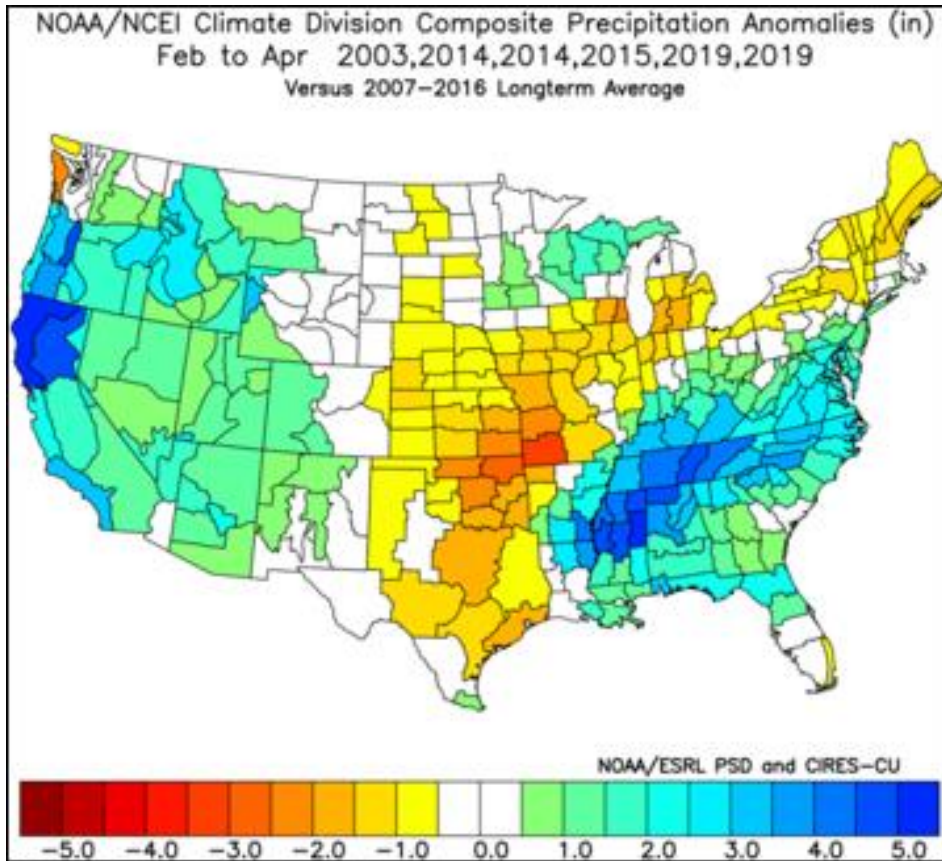 NOAA/NCEI Climate Division Composite Precipitation Anomalies (in)
Feb to Apr 2003,2014,2014,2015,2019,2019
Versus 2007-2016 Longterm Average
NOAA/ESRL PSD and CIRES-CU
-5.0 -4.0 -3.0 -2.0 -1.0 0.0 1.0 2.0 3.0 4.0 5.0